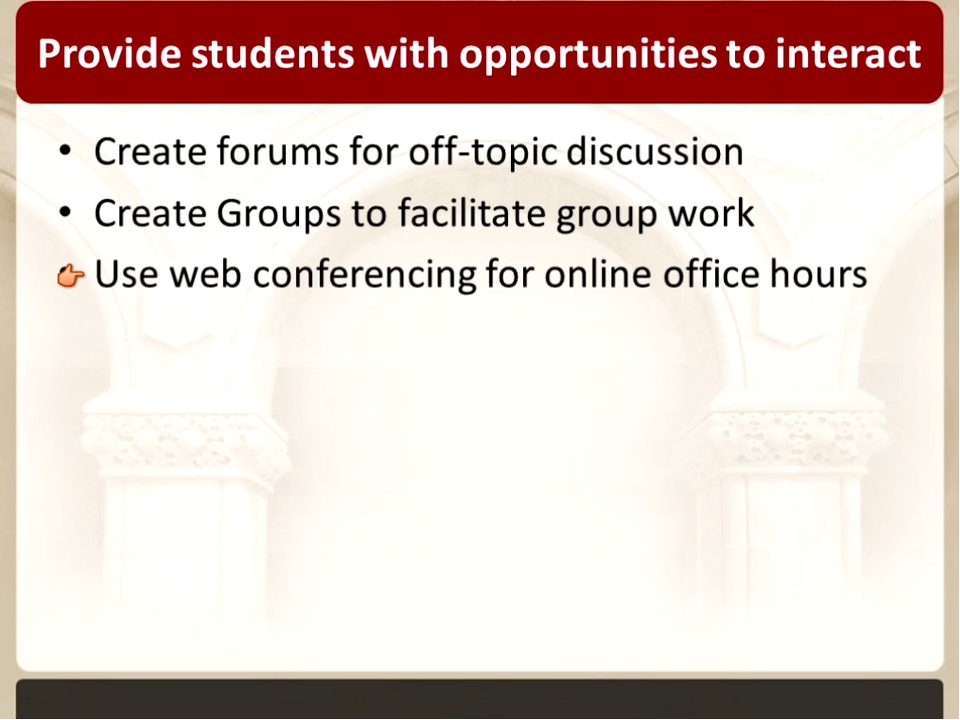 Provide students with opportunities to interact
• Create forums for off-topic discussion
• Create Groups to facilitate group work
Use web conferencing for online office hours